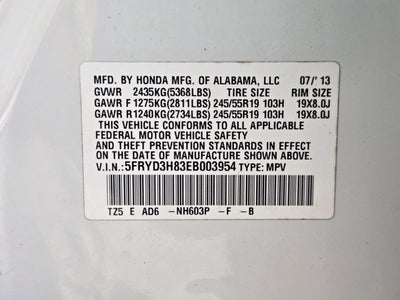 MFD. BY HONDA MFG. OF ALABAMA, LLC 07/'13
GVWR 2435KG(5368LBS) TIRE SIZE RIM SIZE
GAWR F 1275KG(2811LBS) 245/55R19 103H 19X8.0J
GAWR R1240KG(2734LBS) 245/55R19 103H 19X8.0J
THIS VEHICLE CONFORMS TO ALL APPLICABLE
FEDERAL MOTOR VEHICLE SAFETY
AND THEFT PREVENTION STANDARDS IN EFFECT ON
THE DATE OF MANUFACTURE SHOWN ABOVE.
V.I.N.:5FRYD3H83EB003954 TYPE: MPV
TZ5 E AD6 -NH603P -F -B